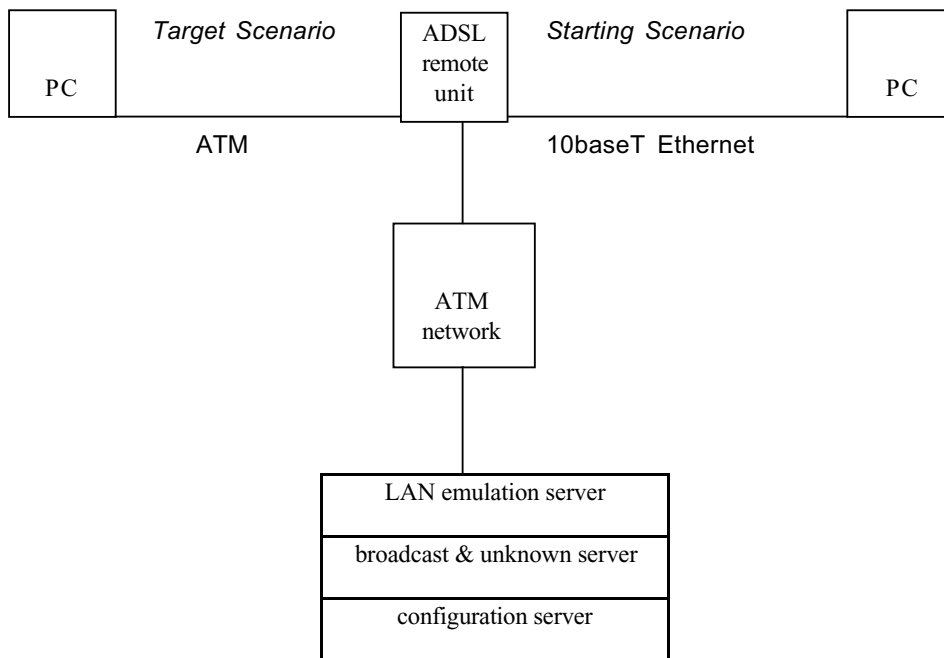 Target Scenario
Starting Scenario
PC
ADSL
remote
unit
PC
ATM
10baseT Ethernet
ATM
network
LAN emulation server
broadcast & unknown server
configuration server